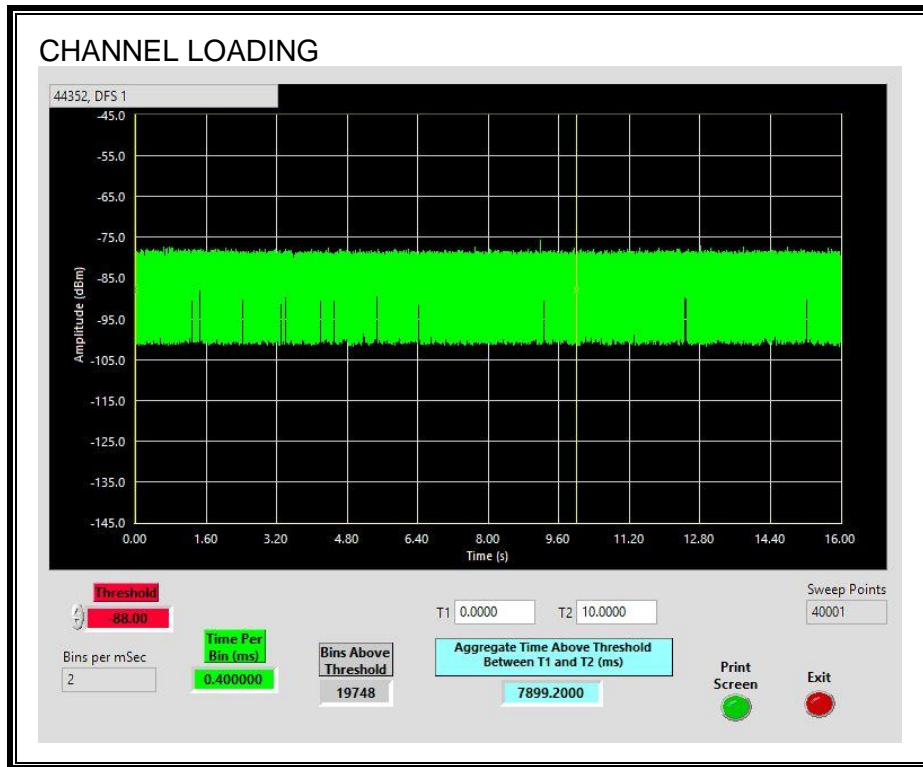 CHANNEL LOADING
44352, DFS 1
-45.0
-55.0
-65.0
-75.0
-85.0
-95.0
-105.0
-115.0
-125.0
-135.0
-145.0
Amplitude (dBm)
0.00 1.60 3.20 4.80 6.40 8.00 9.60 11.20 12.80 14.40 16.00
Time (s)
Threshold
-88.00
Bins per mSec
2
Time Per
Bin (ms)
0.400000
Bins Above
Threshold
19748
T1 0.0000 T2 10.0000
Aggregate Time Above Threshold
Between T1 and T2 (ms)
7899.2000
Sweep Points
40001
Print
Screen
Exit